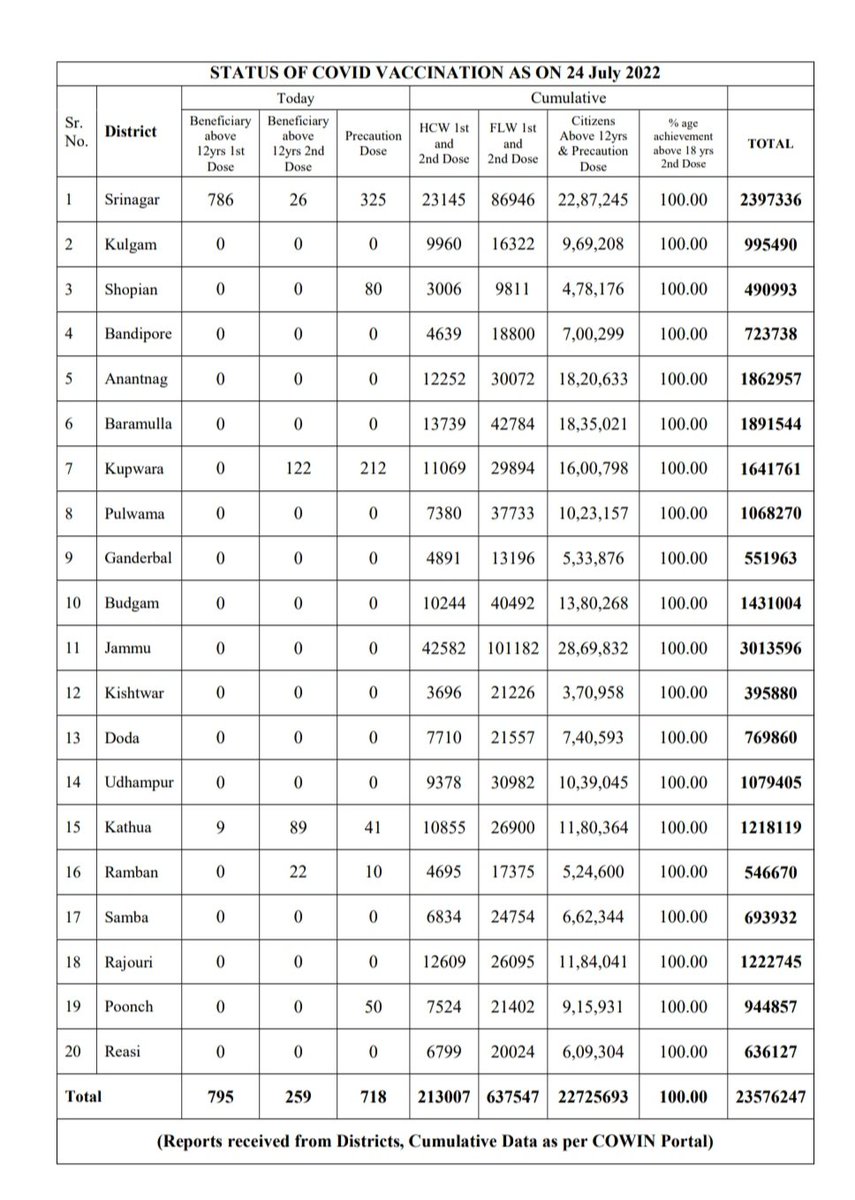 STATUS OF COVID VACCINATION AS ON 24 July 2022
Sr. No. District Today Cumulative TOTAL
Beneficiary above 12yrs 1st Dose Beneficiary above 12yrs 2nd Dose Precaution Dose HCW 1st and 2nd Dose FLW 1st and 2nd Dose Citizens Above 12yrs & Precaution Dose % age achievement above 18 yrs 2nd Dose
1 Srinagar 786 26 325 23145 86946 22,87,245 100.00 2397336
2 Kulgam 0 0 0 9960 16322 9,69,208 100.00 995490
3 Shopian 0 0 80 3006 9811 4,78,176 100.00 490993
4 Bandipore 0 0 0 4639 18800 7,00,299 100.00 723738
5 Anantnag 0 0 0 12252 30072 18,20,633 100.00 1862957
6 Baramulla 0 0 0 13739 42784 18,35,021 100.00 1891544
7 Kupwara 0 122 212 11069 29894 16,00,798 100.00 1641761
8 Pulwama 0 0 0 7380 37733 10,23,157 100.00 1068270
9 Ganderbal 0 0 0 4891 13196 5,33,876 100.00 551963
10 Budgam 0 0 0 10244 40492 13,80,268 100.00 1431004
11 Jammu 0 0 0 42582 101182 28,69,832 100.00 3013596
12 Kishtwar 0 0 0 3696 21226 3,70,958 100.00 395880
13 Doda 0 0 0 7710 21557 7,40,593 100.00 769860
14 Udhampur 0 0 0 9378 30982 10,39,045 100.00 1079405
15 Kathua 9 89 41 10855 26900 11,80,364 100.00 1218119
16 Ramban 0 22 10 4695 17375 5,24,600 100.00 546670
17 Samba 0 0 0 6834 24754 6,62,344 100.00 693932
18 Rajouri 0 0 0 12609 26095 11,84,041 100.00 1222745
19 Poonch 0 0 50 7524 21402 9,15,931 100.00 944857
20 Reasi 0 0 0 6799 20024 6,09,304 100.00 636127
Total 795 259 718 213007 637547 22725693 100.00 23576247
(Reports received from Districts, Cumulative Data as per COWIN Portal)